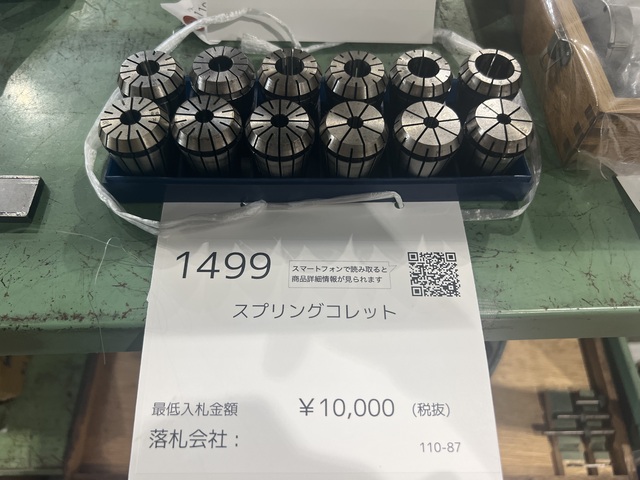 1499
スマートフォンで読み取ると
商品詳細情報が見られます
スプリングコレット
最低入札金額 ￥10,000 (税抜)
落札会社：
110-87